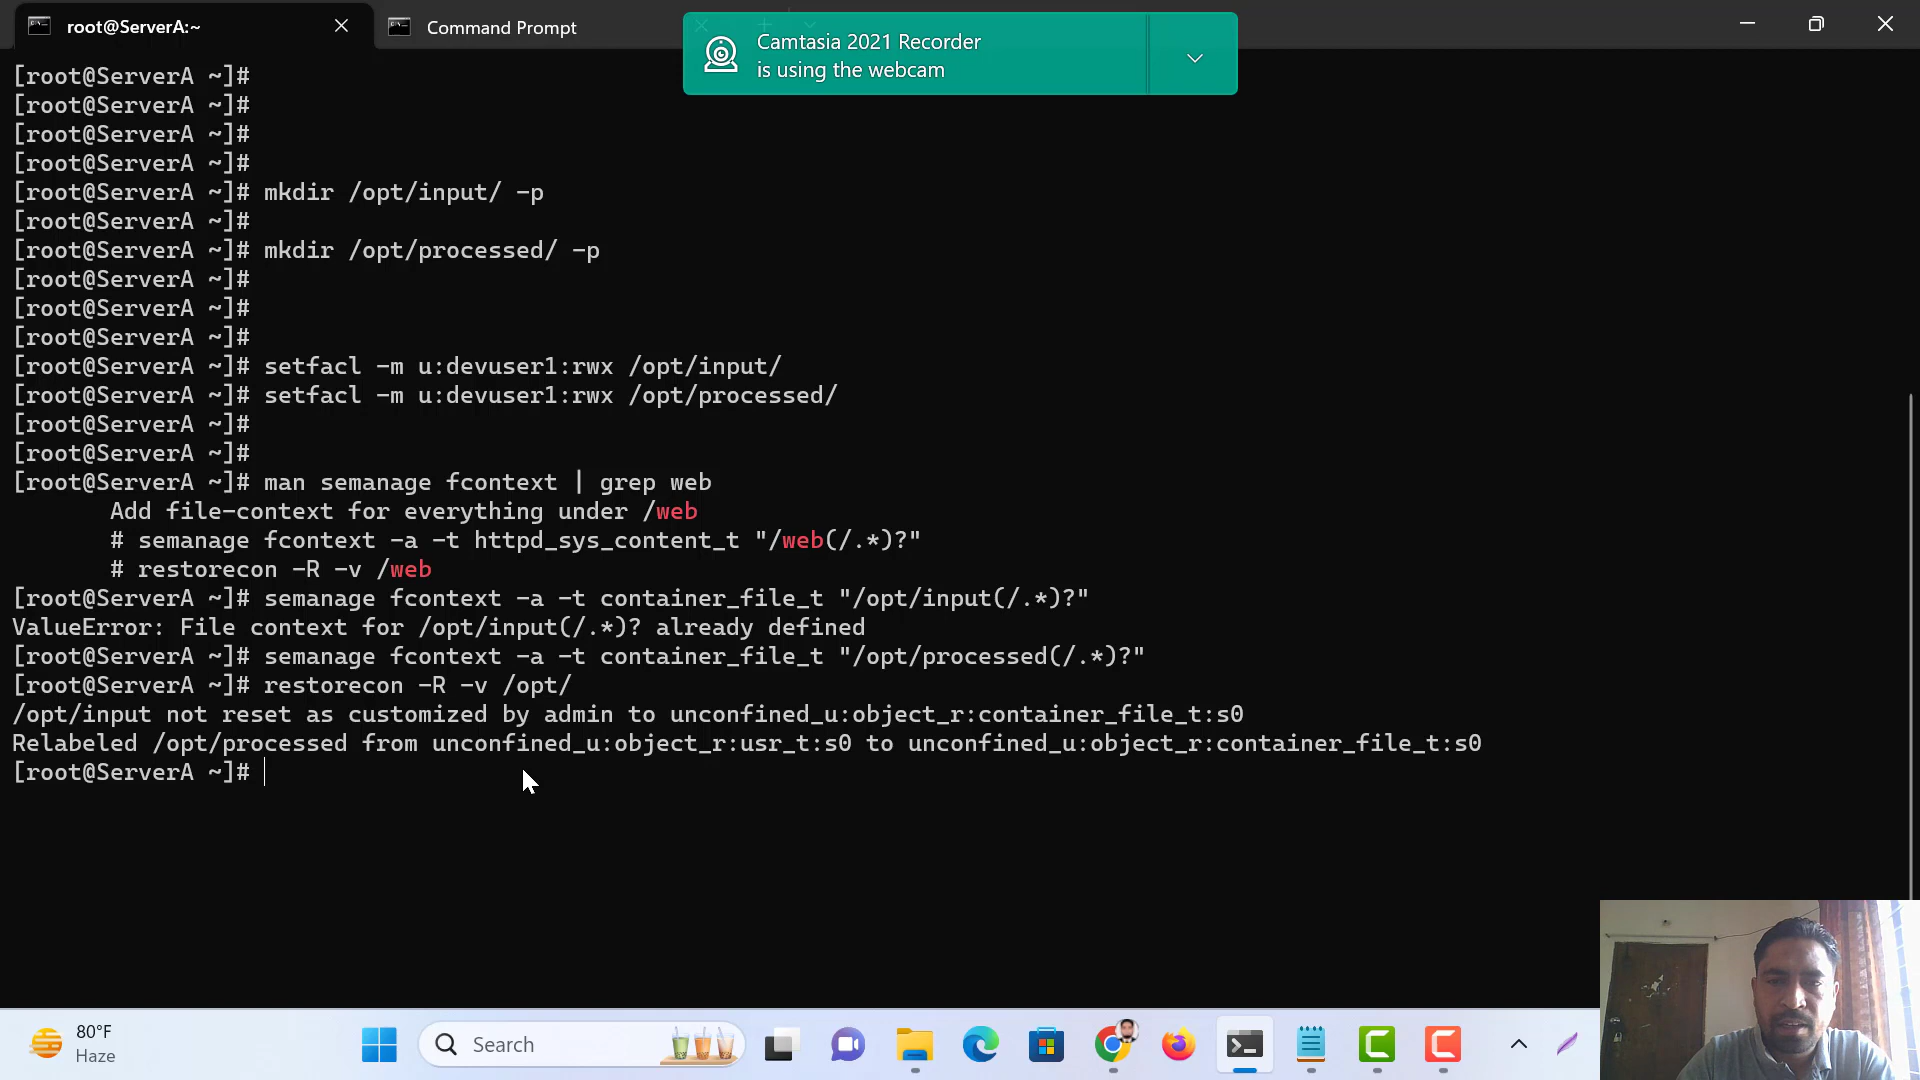 root@ServerA:~
Command Prompt
Camtasia 2021 Recorder
is using the webcam
[root@ServerA ~]#
[root@ServerA ~]#
[root@ServerA ~]#
[root@ServerA ~]#
[root@ServerA ~]# mkdir /opt/input/ -p
[root@ServerA ~]#
[root@ServerA ~]# mkdir /opt/processed/ -p
[root@ServerA ~]#
[root@ServerA ~]#
[root@ServerA ~]#
[root@ServerA ~]# setfacl -m u:devuser1:rwx /opt/input/
[root@ServerA ~]# setfacl -m u:devuser1:rwx /opt/processed/
[root@ServerA ~]#
[root@ServerA ~]#
[root@ServerA ~]# man semanage fcontext | grep web
Add file-context for everything under /web
# semanage fcontext -a -t httpd_sys_content_t "/web(/.*)?"
# restorecon -R -v /web
[root@ServerA ~]# semanage fcontext -a -t container_file_t "/opt/input(/.*)?"
ValueError: File context for /opt/input(/.*)? already defined
[root@ServerA ~]# semanage fcontext -a -t container_file_t "/opt/processed(/.*)?"
[root@ServerA ~]# restorecon -R -v /opt/
/opt/input not reset as customized by admin to unconfined_u:object_r:container_file_t:s0
Relabeled /opt/processed from unconfined_u:object_r:usr_t:s0 to unconfined_u:object_r:container_file_t:s0
[root@ServerA ~]#
80°F
Haze
Search